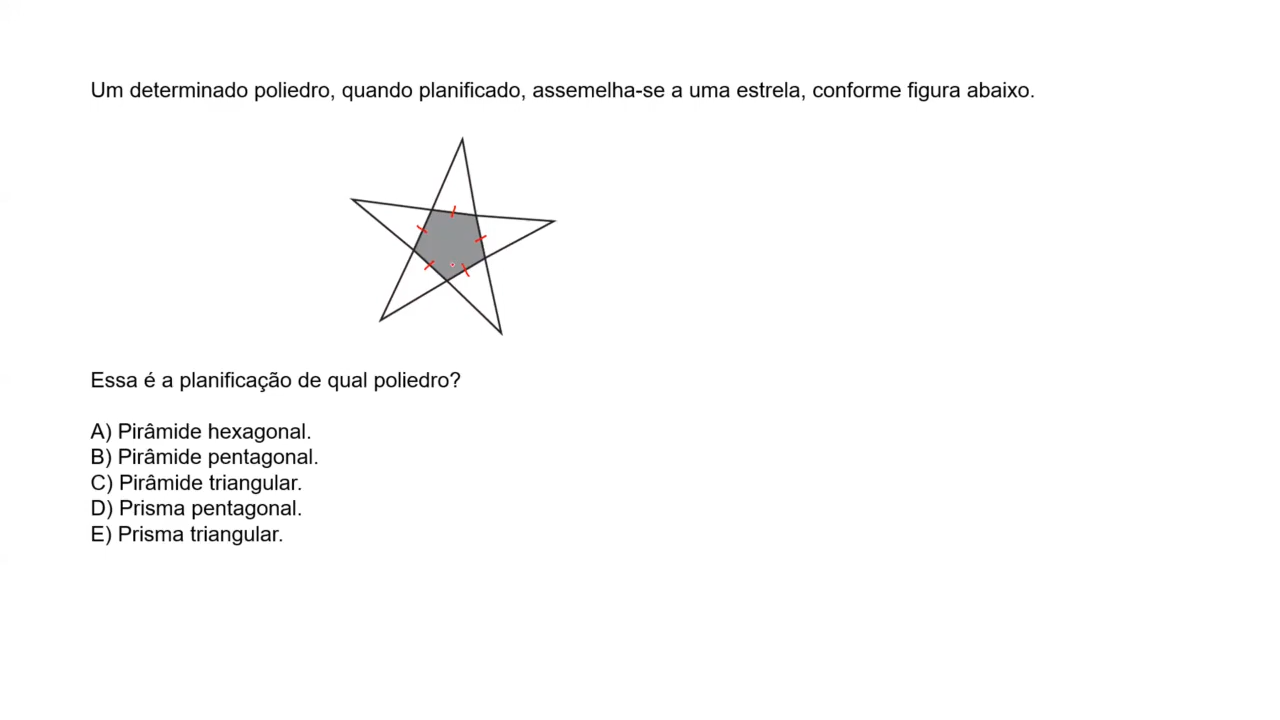 Um determinado poliedro, quando planificado, assemelha-se a uma estrela, conforme figura abaixo.
Essa é a planificação de qual poliedro?
A) Pirâmide hexagonal.
B) Pirâmide pentagonal.
C) Pirâmide triangular.
D) Prisma pentagonal.
E) Prisma triangular.